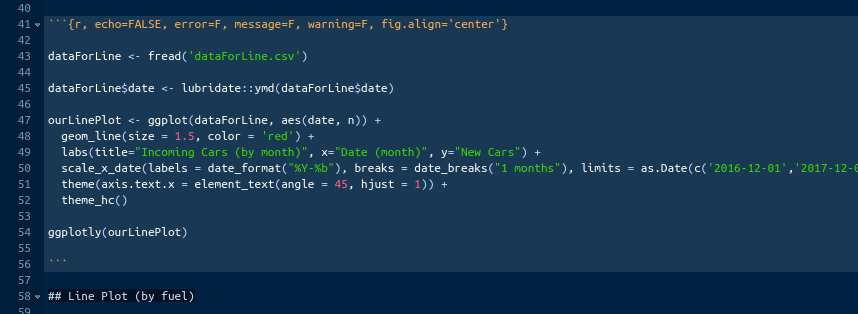 40
41 ```{r, echo=FALSE, error=F, message=F, warning=F, fig.align='center'}
42
43 dataForLine <- fread('dataForLine.csv')
44
45 dataForLine$date <- lubridate::ymd(dataForLine$date)
46
47 ourLinePlot <- ggplot(dataForLine, aes(date, n)) +
48   geom_line(size = 1.5, color = 'red') +
49   labs(title="Incoming Cars (by month)", x="Date (month)", y="New Cars") +
50   scale_x_date(labels = date_format("%Y-%b"), breaks = date_breaks("1 months"), limits = as.Date(c('2016-12-01','2017-12-0
51   theme(axis.text.x = element_text(angle = 45, hjust = 1)) +
52   theme_hc()
53
54 ggplotly(ourLinePlot)
55
56 ```
57
58 ## Line Plot (by fuel)
59